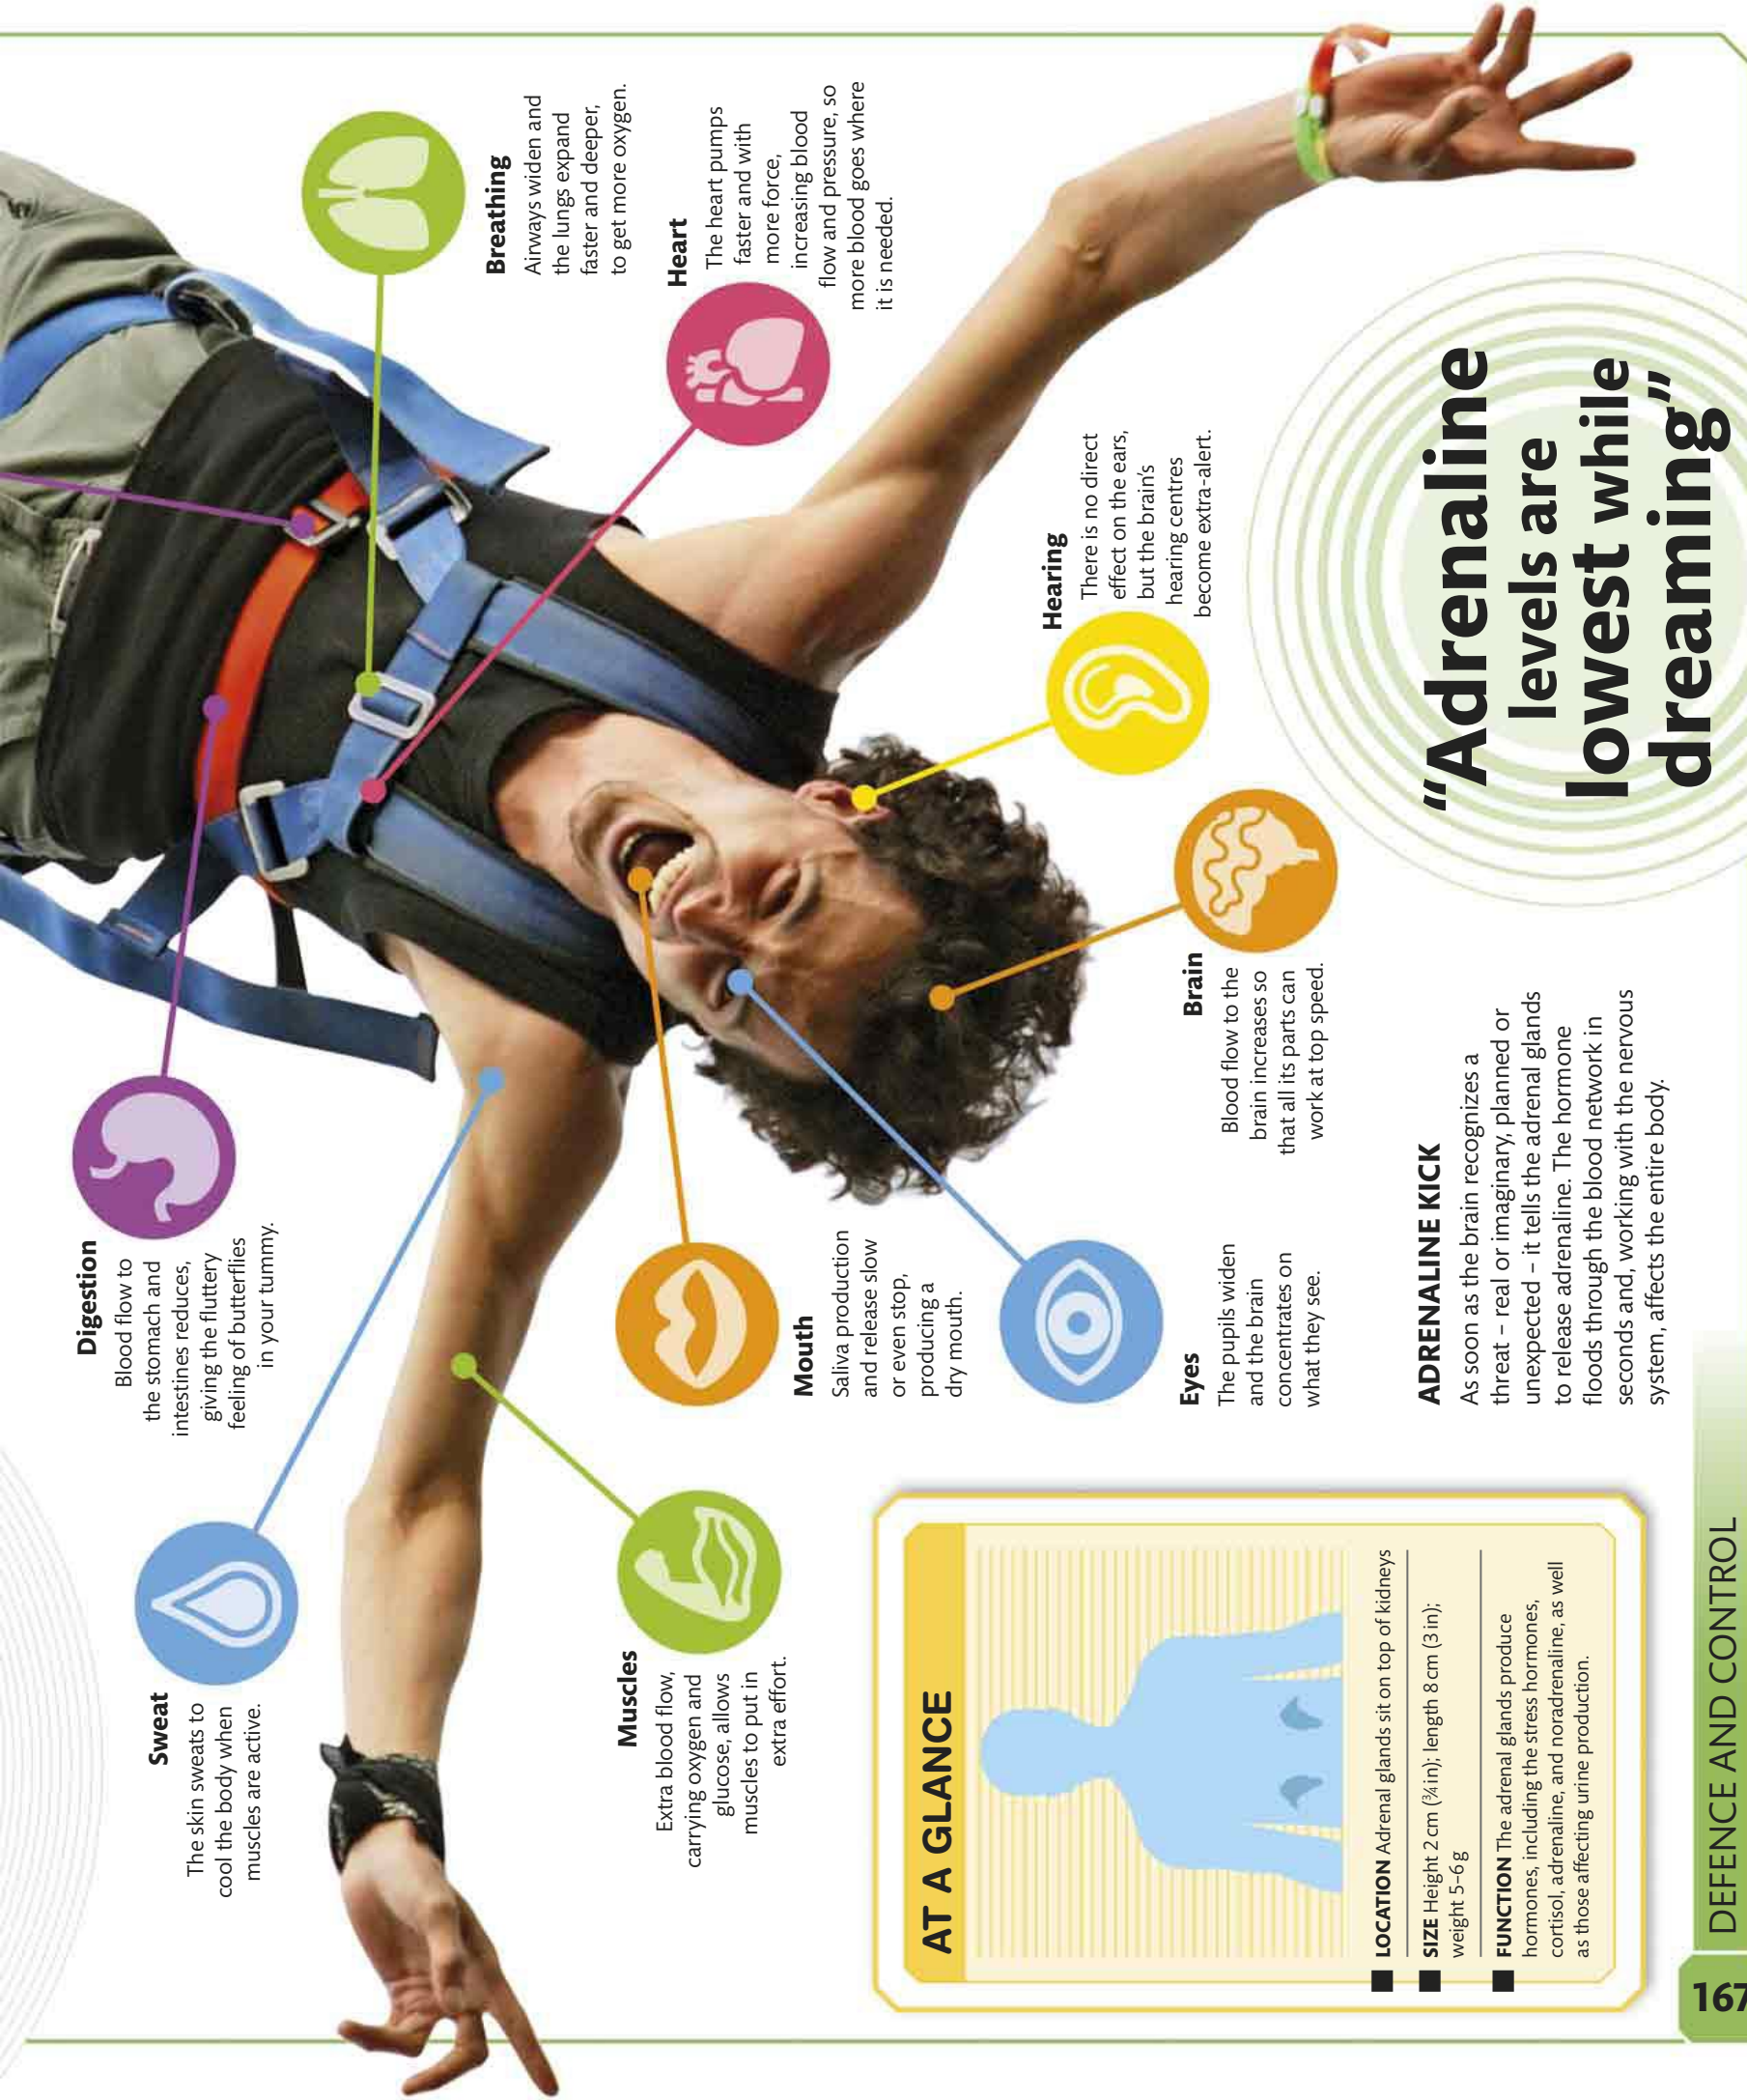 Sweat
The skin sweats to
cool the body when
muscles are active.
Digestion
Blood flow to
the stomach and
intestines reduces,
giving the fluttery
feeling of butterflies
in your tummy.
Breathing
Airways widen and
the lungs expand
faster and deeper,
to get more oxygen.
Heart
The heart pumps
faster and with
more force,
increasing blood
flow and pressure, so
more blood goes where
it is needed.
Muscles
Extra blood flow,
carrying oxygen and
glucose, allows
muscles to put in
extra effort.
Mouth
Saliva production
and release slow
or even stop,
producing a
dry mouth.
Hearing
There is no direct
effect on the ears,
but the brain's
hearing centres
become extra-alert.
Eyes
The pupils widen
and the brain
concentrates on
what they see.
Brain
Blood flow to the
brain increases so
that all its parts can
work at top speed.
AT A GLANCE
■ LOCATION Adrenal glands sit on top of kidneys
■ SIZE Height 2 cm (¾ in); length 8 cm (3 in);
weight 5–6 g
■ FUNCTION The adrenal glands produce
hormones, including the stress hormones,
cortisol, adrenaline, and noradrenaline, as well
as those affecting urine production.
ADRENALINE KICK
As soon as the brain recognizes a
threat – real or imaginary, planned or
unexpected – it tells the adrenal glands
to release adrenaline. The hormone
floods through the blood network in
seconds and, working with the nervous
system, affects the entire body.
“Adrenaline
levels are
lowest while
dreaming”
167
DEFENCE AND CONTROL